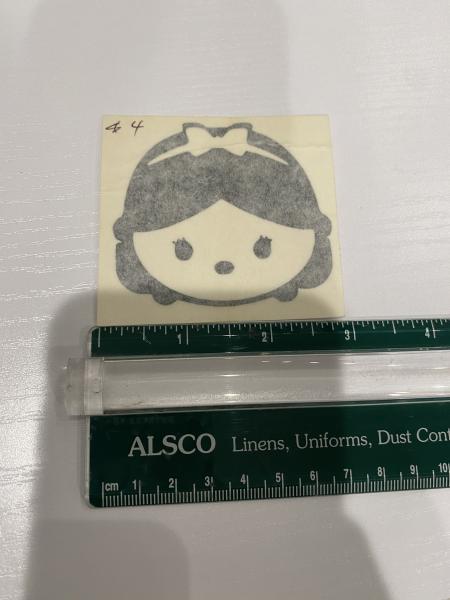 4
1 2 3 4
ALSCO Linens, Uniforms, Dust Cont
cm 1 2 3 4 5 6 7 8 9 10